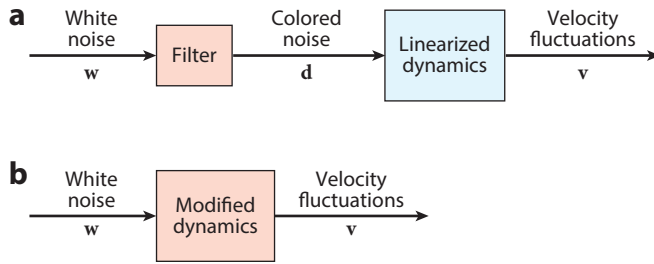 a
White
noise
w
Filter
Colored
noise
d
Linearized
dynamics
Velocity
fluctuations
v
b
White
noise
w
Modified
dynamics
Velocity
fluctuations
v